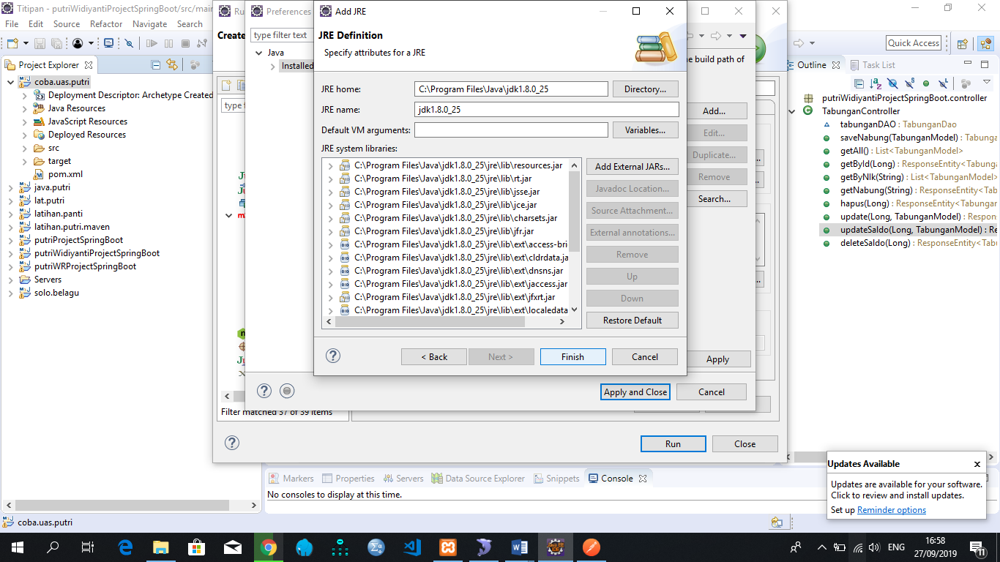 Titipan - putriWidiyantiProjectSpringBoot/src/main
File Edit Source Refactor Navigate Search
Quick Access
Project Explorer
coba.uas.putri
Deployment Descriptor: Archetype Created
Java Resources
JavaScript Resources
Deployed Resources
src
target
pom.xml
java.putri
lat.putri
latihan.panti
latihan.putri.maven
putriProjectSpringBoot
putriWidiyantiProjectSpringBoot
putriWRProjectSpringBoot
Servers
solo.belagu
Create
Filter matched 37 of 39 items
Run
Close
Preferences
type filter text
Java
Installed
he build path of
Add...
Edit...
Duplicate...
Remove
Search...
Apply
Apply and Close
Cancel
Add JRE
JRE Definition
Specify attributes for a JRE
JRE home:
C:\Program Files\Java\jdk1.8.0_25
Directory...
JRE name:
jdk1.8.0_25
Default VM arguments:
Variables...
JRE system libraries:
C:\Program Files\Java\jdk1.8.0_25\jre\lib\resources.jar
C:\Program Files\Java\jdk1.8.0_25\jre\lib\rt.jar
C:\Program Files\Java\jdk1.8.0_25\jre\lib\jsse.jar
C:\Program Files\Java\jdk1.8.0_25\jre\lib\jce.jar
C:\Program Files\Java\jdk1.8.0_25\jre\lib\charsets.jar
C:\Program Files\Java\jdk1.8.0_25\jre\lib\jfr.jar
C:\Program Files\Java\jdk1.8.0_25\jre\lib\ext\access-bri
C:\Program Files\Java\jdk1.8.0_25\jre\lib\ext\cldrdata.ja
C:\Program Files\Java\jdk1.8.0_25\jre\lib\ext\dnsns.jar
C:\Program Files\Java\jdk1.8.0_25\jre\lib\ext\jaccess.jar
C:\Program Files\Java\jdk1.8.0_25\jre\lib\ext\jfxrt.jar
C:\Program Files\Java\jdk1.8.0_25\jre\lib\ext\localedata
Add External JARs...
Javadoc Location...
Source Attachment...
External annotations...
Remove
Up
Down
Restore Default
< Back
Next >
Finish
Cancel
Outline
Task List
putriWidiyantiProjectSpringBoot.controller
TabunganController
tabunganDAO : TabunganDao
saveNabung(TabunganModel) : Tabunga
getAll() : List<TabunganModel>
getById(Long) : ResponseEntity<Tabung
getByNIk(String) : List<TabunganModel>
getNabung(String) : ResponseEntity<Ta
hapus(Long) : ResponseEntity<Tabungan
update(Long, TabunganModel) : Respon
updateSaldo(Long, TabunganModel) : Re
deleteSaldo(Long) : ResponseEntity<Tabu
Markers
Properties
Servers
Data Source Explorer
Snippets
Console
No consoles to display at this time.
Updates Available
Updates are available for your software.
Click to review and install updates.
Set up Reminder options
coba.uas.putri
ENG
16:58
27/09/2019
11